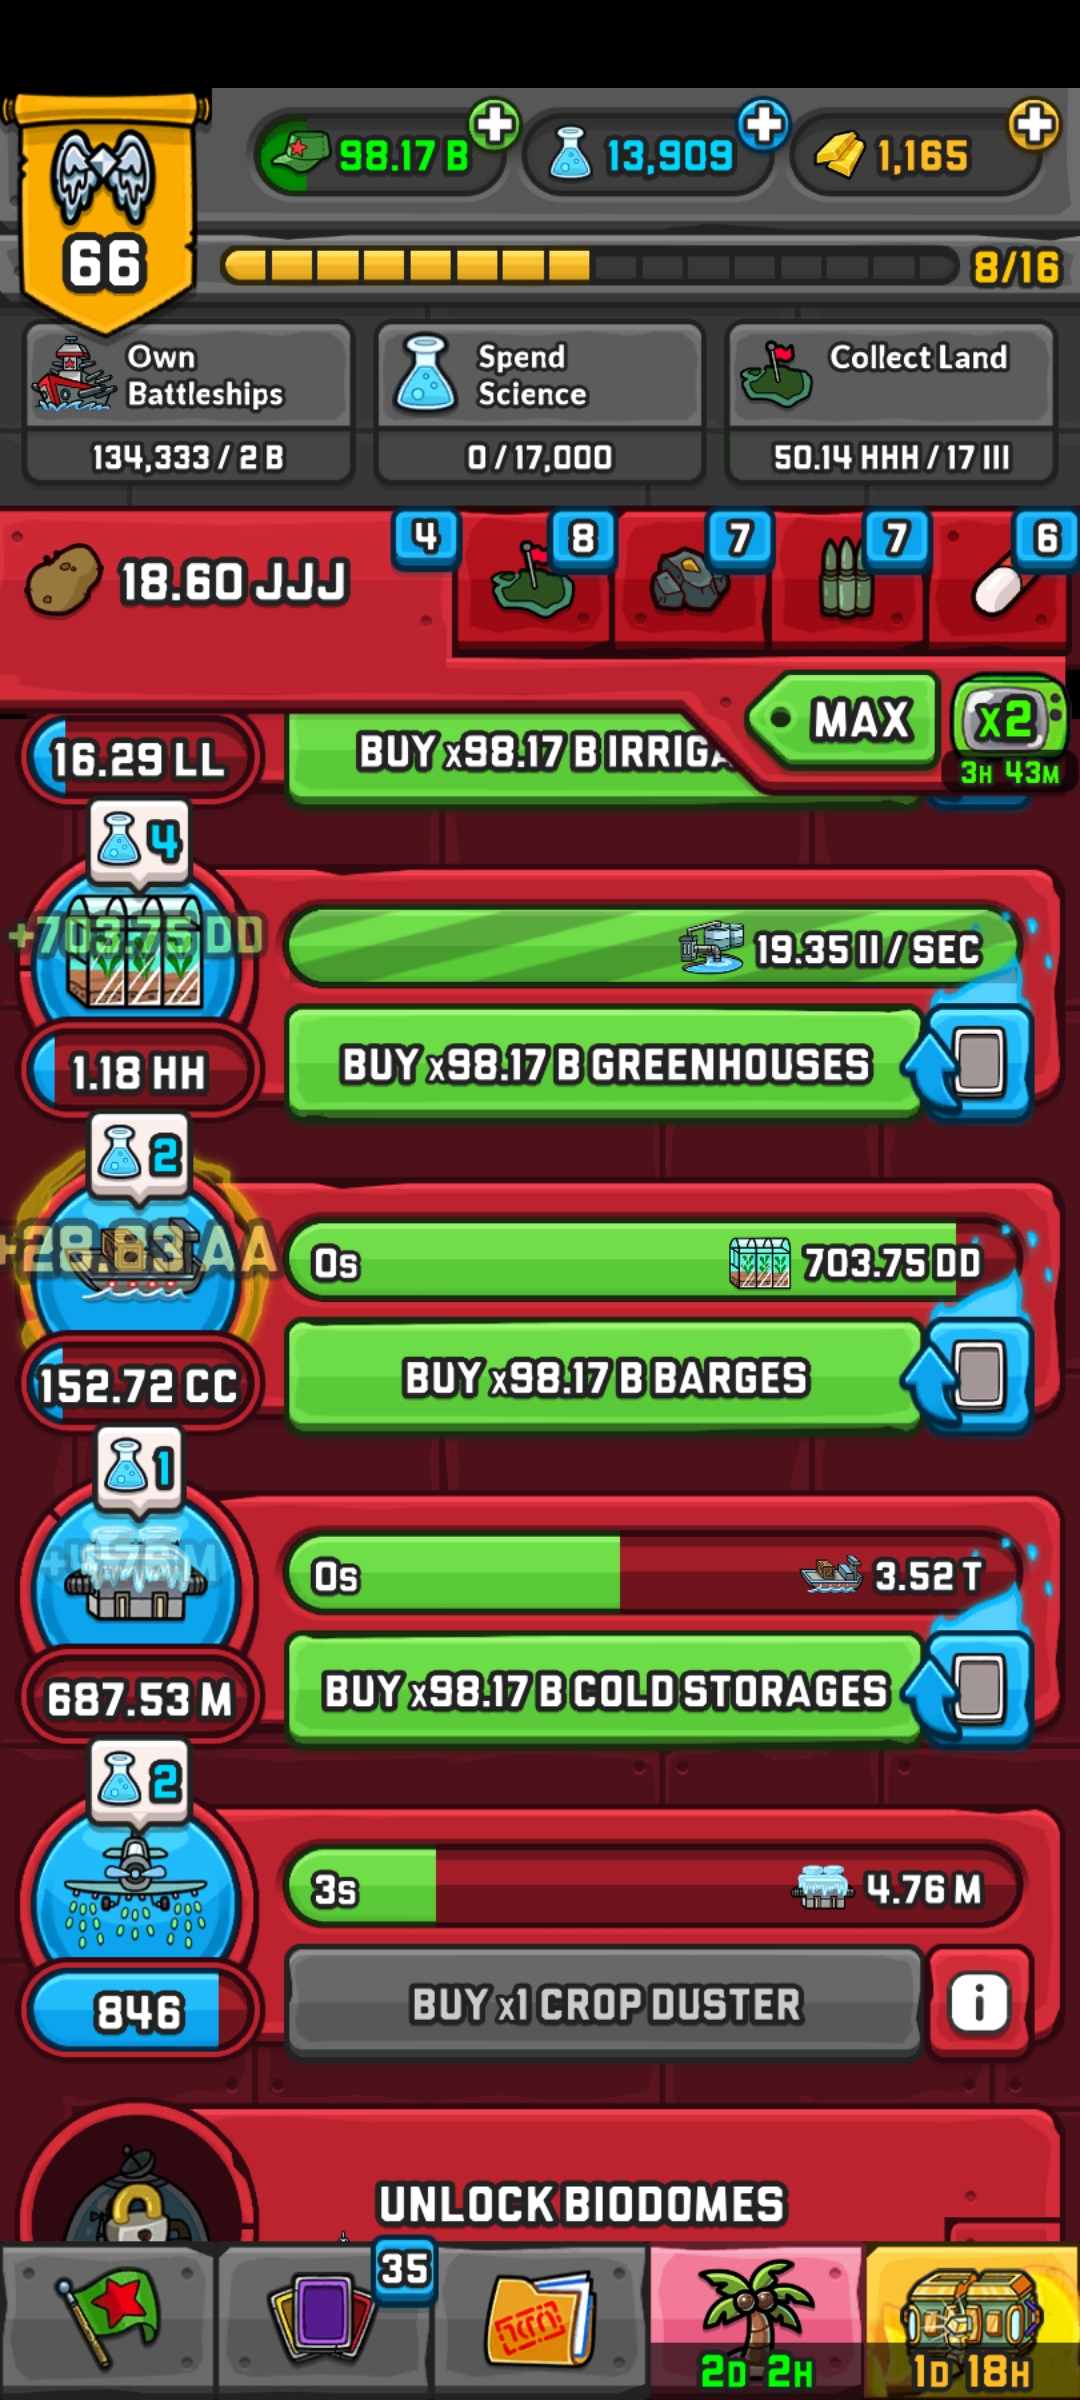 98.17 B
13,909
1,165
66
8/16
Own Battleships
134,333 / 2 B
Spend Science
0 / 17,000
Collect Land
50.14 HHH / 17 III
18.60 JJJ
4
8
7
7
6
MAX
x2
3H 43M
16.29 LL
BUY x98.17 B IRRIGA
4
+703.75 DD
19.35 II / SEC
1.18 HH
BUY x98.17 B GREENHOUSES
2
+28.83 AA
0s
703.75 DD
152.72 CC
BUY x98.17 B BARGES
1
+4.76 M
0s
3.52 T
687.53 M
BUY x98.17 B COLD STORAGES
2
3s
4.76 M
846
BUY x1 CROP DUSTER
i
UNLOCK BIODOMES
35
2D 2H
1D 18H